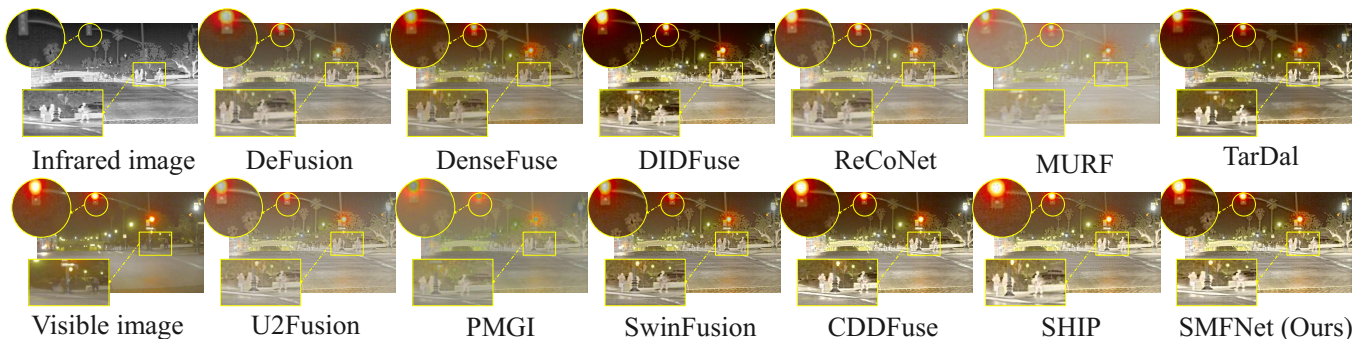 Infrared image DeFusion DenseFuse DIDFuse ReCoNet MURF TarDal
Visible image U2Fusion PMGI SwinFusion CDDFuse SHIP SMFNet (Ours)